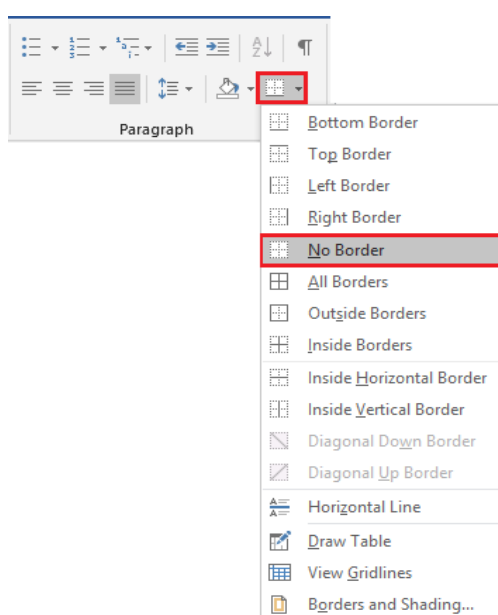 Paragraph
Bottom Border
Top Border
Left Border
Right Border
No Border
All Borders
Outside Borders
Inside Borders
Inside Horizontal Border
Inside Vertical Border
Diagonal Down Border
Diagonal Up Border
Horizontal Line
Draw Table
View Gridlines
Borders and Shading...